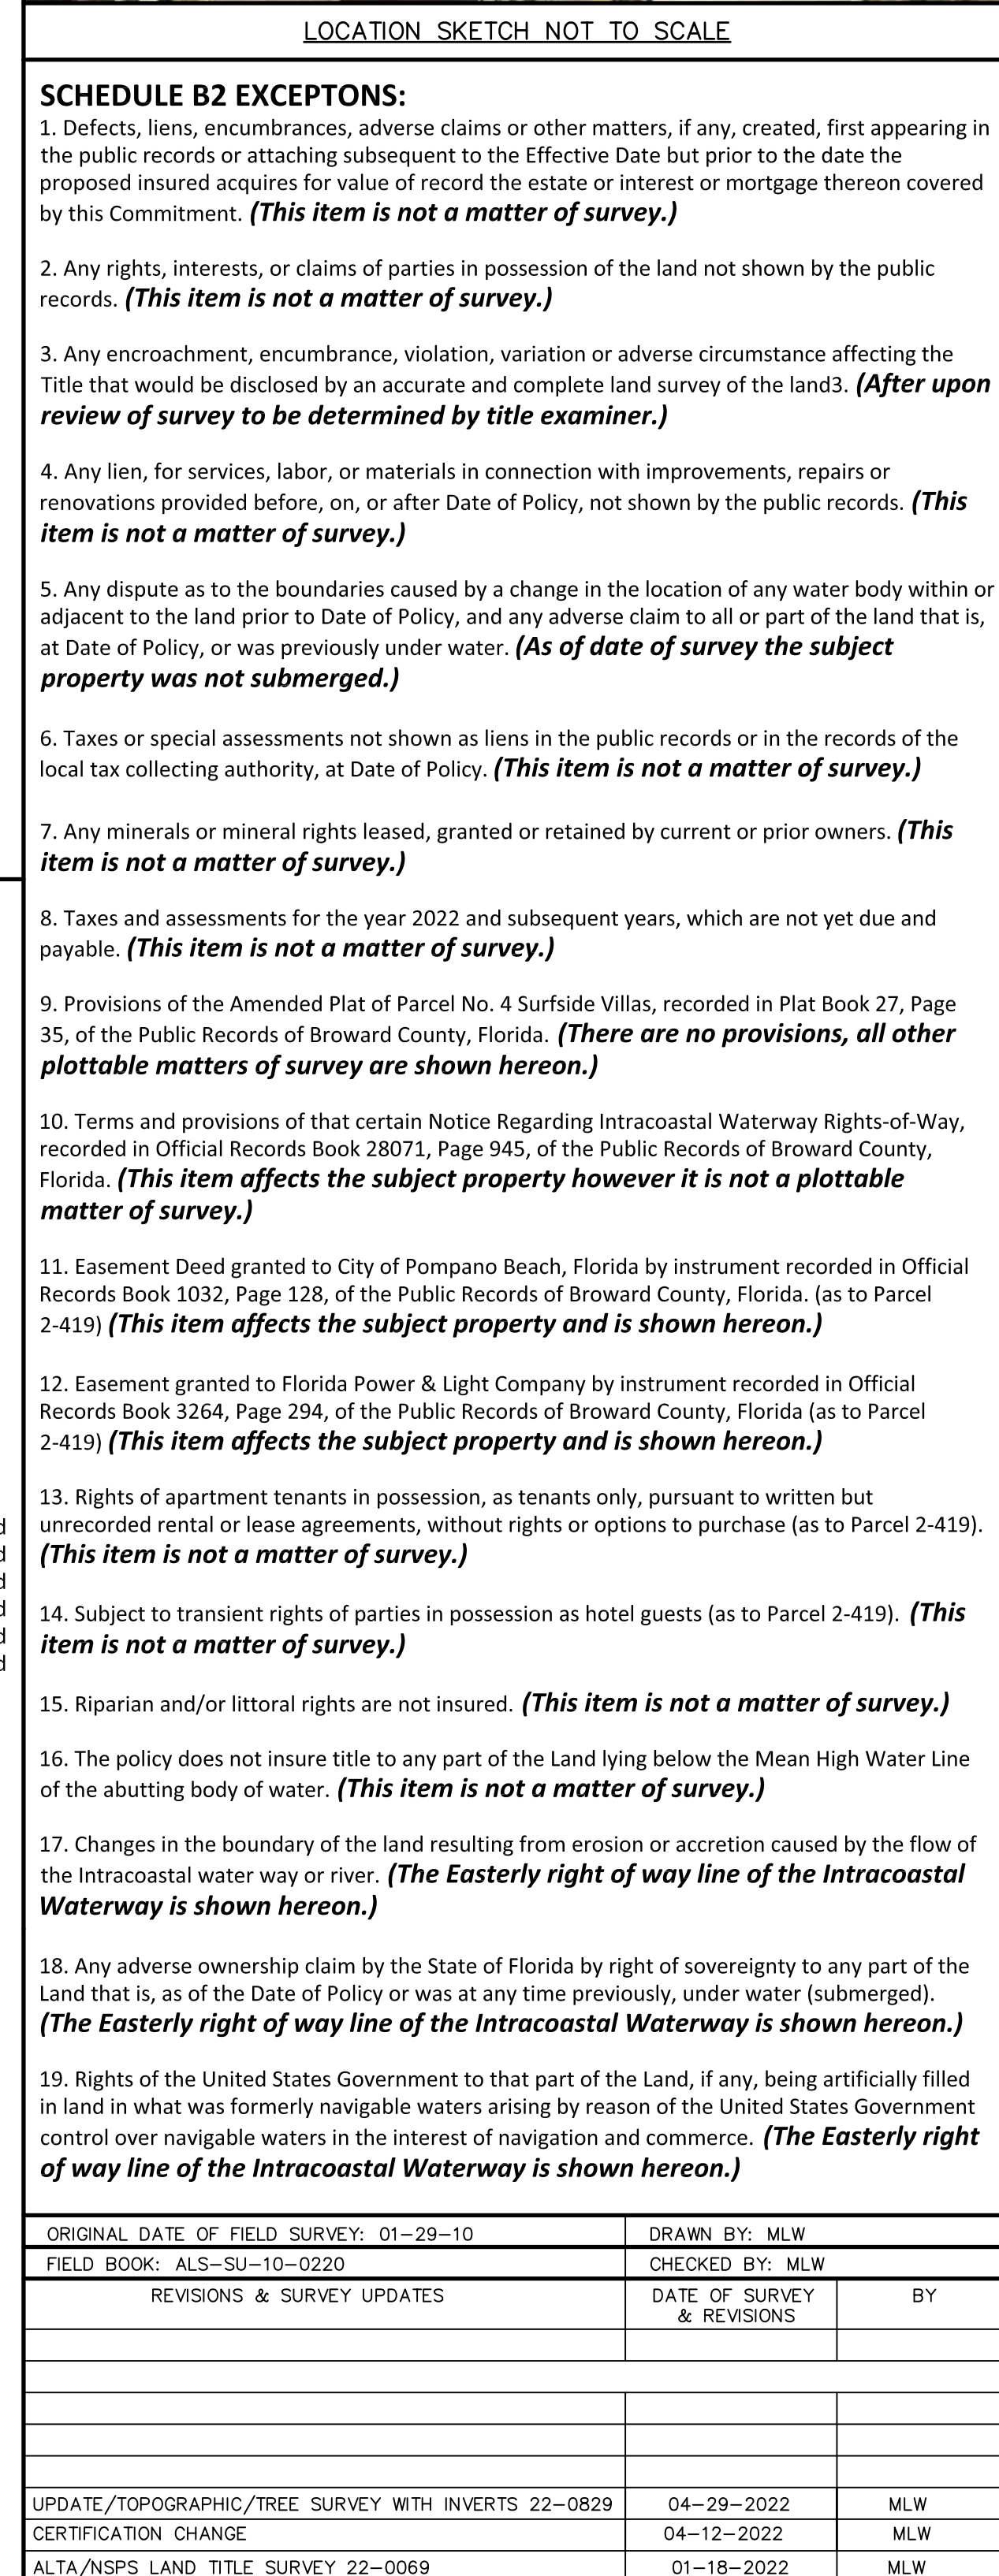 LOCATION SKETCH NOT TO SCALE
SCHEDULE B2 EXCEPTONS:
1. Defects, liens, encumbrances, adverse claims or other matters, if any, created, first appearing in
the public records or attaching subsequent to the Effective Date but prior to the date the
proposed insured acquires for value of record the estate or interest or mortgage thereon covered
by this Commitment. (This item is not a matter of survey.)
2. Any rights, interests, or claims of parties in possession of the land not shown by the public
records. (This item is not a matter of survey.)
3. Any encroachment, encumbrance, violation, variation or adverse circumstance affecting the
Title that would be disclosed by an accurate and complete land survey of the land3. (After upon
review of survey to be determined by title examiner.)
4. Any lien, for services, labor, or materials in connection with improvements, repairs or
renovations provided before, on, or after Date of Policy, not shown by the public records. (This
item is not a matter of survey.)
5. Any dispute as to the boundaries caused by a change in the location of any water body within or
adjacent to the land prior to Date of Policy, and any adverse claim to all or part of the land that is,
at Date of Policy, or was previously under water. (As of date of survey the subject
property was not submerged.)
6. Taxes or special assessments not shown as liens in the public records or in the records of the
local tax collecting authority, at Date of Policy. (This item is not a matter of survey.)
7. Any minerals or mineral rights leased, granted or retained by current or prior owners. (This
item is not a matter of survey.)
8. Taxes and assessments for the year 2022 and subsequent years, which are not yet due and
payable. (This item is not a matter of survey.)
9. Provisions of the Amended Plat of Parcel No. 4 Surfside Villas, recorded in Plat Book 27, Page
35, of the Public Records of Broward County, Florida. (There are no provisions, all other
plottable matters of survey are shown hereon.)
10. Terms and provisions of that certain Notice Regarding Intracoastal Waterway Rights-of-Way,
recorded in Official Records Book 28071, Page 945, of the Public Records of Broward County,
Florida. (This item affects the subject property however it is not a plottable
matter of survey.)
11. Easement Deed granted to City of Pompano Beach, Florida by instrument recorded in Official
Records Book 1032, Page 128, of the Public Records of Broward County, Florida. (as to Parcel
2-419) (This item affects the subject property and is shown hereon.)
12. Easement granted to Florida Power & Light Company by instrument recorded in Official
Records Book 3264, Page 294, of the Public Records of Broward County, Florida (as to Parcel
2-419) (This item affects the subject property and is shown hereon.)
13. Rights of apartment tenants in possession, as tenants only, pursuant to written but
unrecorded rental or lease agreements, without rights or options to purchase (as to Parcel 2-419).
(This item is not a matter of survey.)
14. Subject to transient rights of parties in possession as hotel guests (as to Parcel 2-419). (This
item is not a matter of survey.)
15. Riparian and/or littoral rights are not insured. (This item is not a matter of survey.)
16. The policy does not insure title to any part of the Land lying below the Mean High Water Line
of the abutting body of water. (This item is not a matter of survey.)
17. Changes in the boundary of the land resulting from erosion or accretion caused by the flow of
the Intracoastal water way or river. (The Easterly right of way line of the Intracoastal
Waterway is shown hereon.)
18. Any adverse ownership claim by the State of Florida by right of sovereignty to any part of the
Land that is, as of the Date of Policy or was at any time previously, under water (submerged).
(The Easterly right of way line of the Intracoastal Waterway is shown hereon.)
19. Rights of the United States Government to that part of the Land, if any, being artificially filled
in land in what was formerly navigable waters arising by reason of the United States Government
control over navigable waters in the interest of navigation and commerce. (The Easterly right
of way line of the Intracoastal Waterway is shown hereon.)
ORIGINAL DATE OF FIELD SURVEY: 01-29-10 DRAWN BY: MLW
FIELD BOOK: ALS-SU-10-0220 CHECKED BY: MLW
REVISIONS & SURVEY UPDATES DATE OF SURVEY BY
& REVISIONS
UPDATE/TOPOGRAPHIC/TREE SURVEY WITH INVERTS 22-0829 04-29-2022 MLW
CERTIFICATION CHANGE 04-12-2022 MLW
ALTA/NSPS LAND TITLE SURVEY 22-0069 01-18-2022 MLW